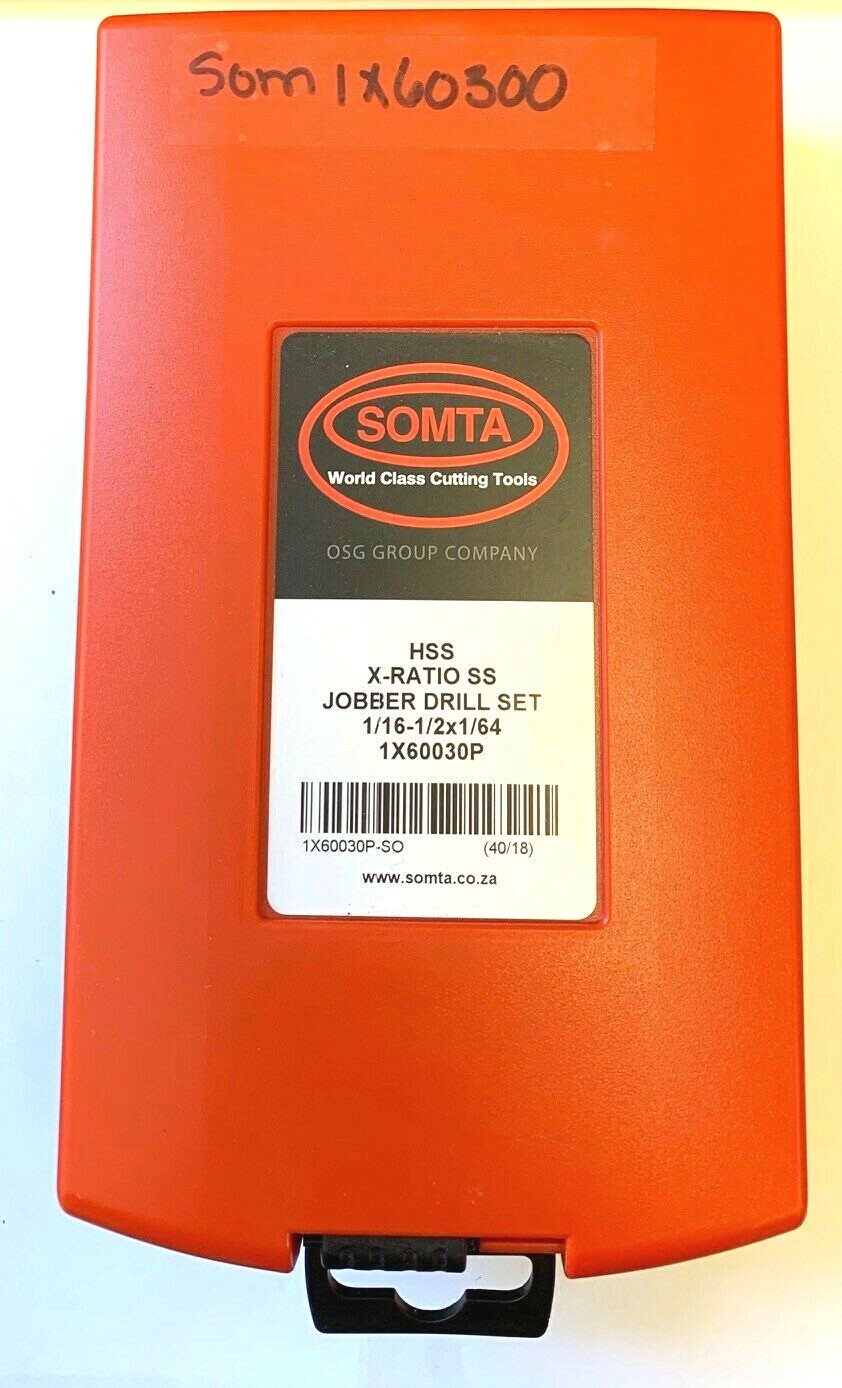 Som 1X60300
SOMTA
World Class Cutting Tools
OSG GROUP COMPANY
HSS
X-RATIO SS
JOBBER DRILL SET
1/16-1/2x1/64
1X60030P
1X60030P-SO (40/18)
www.somta.co.za